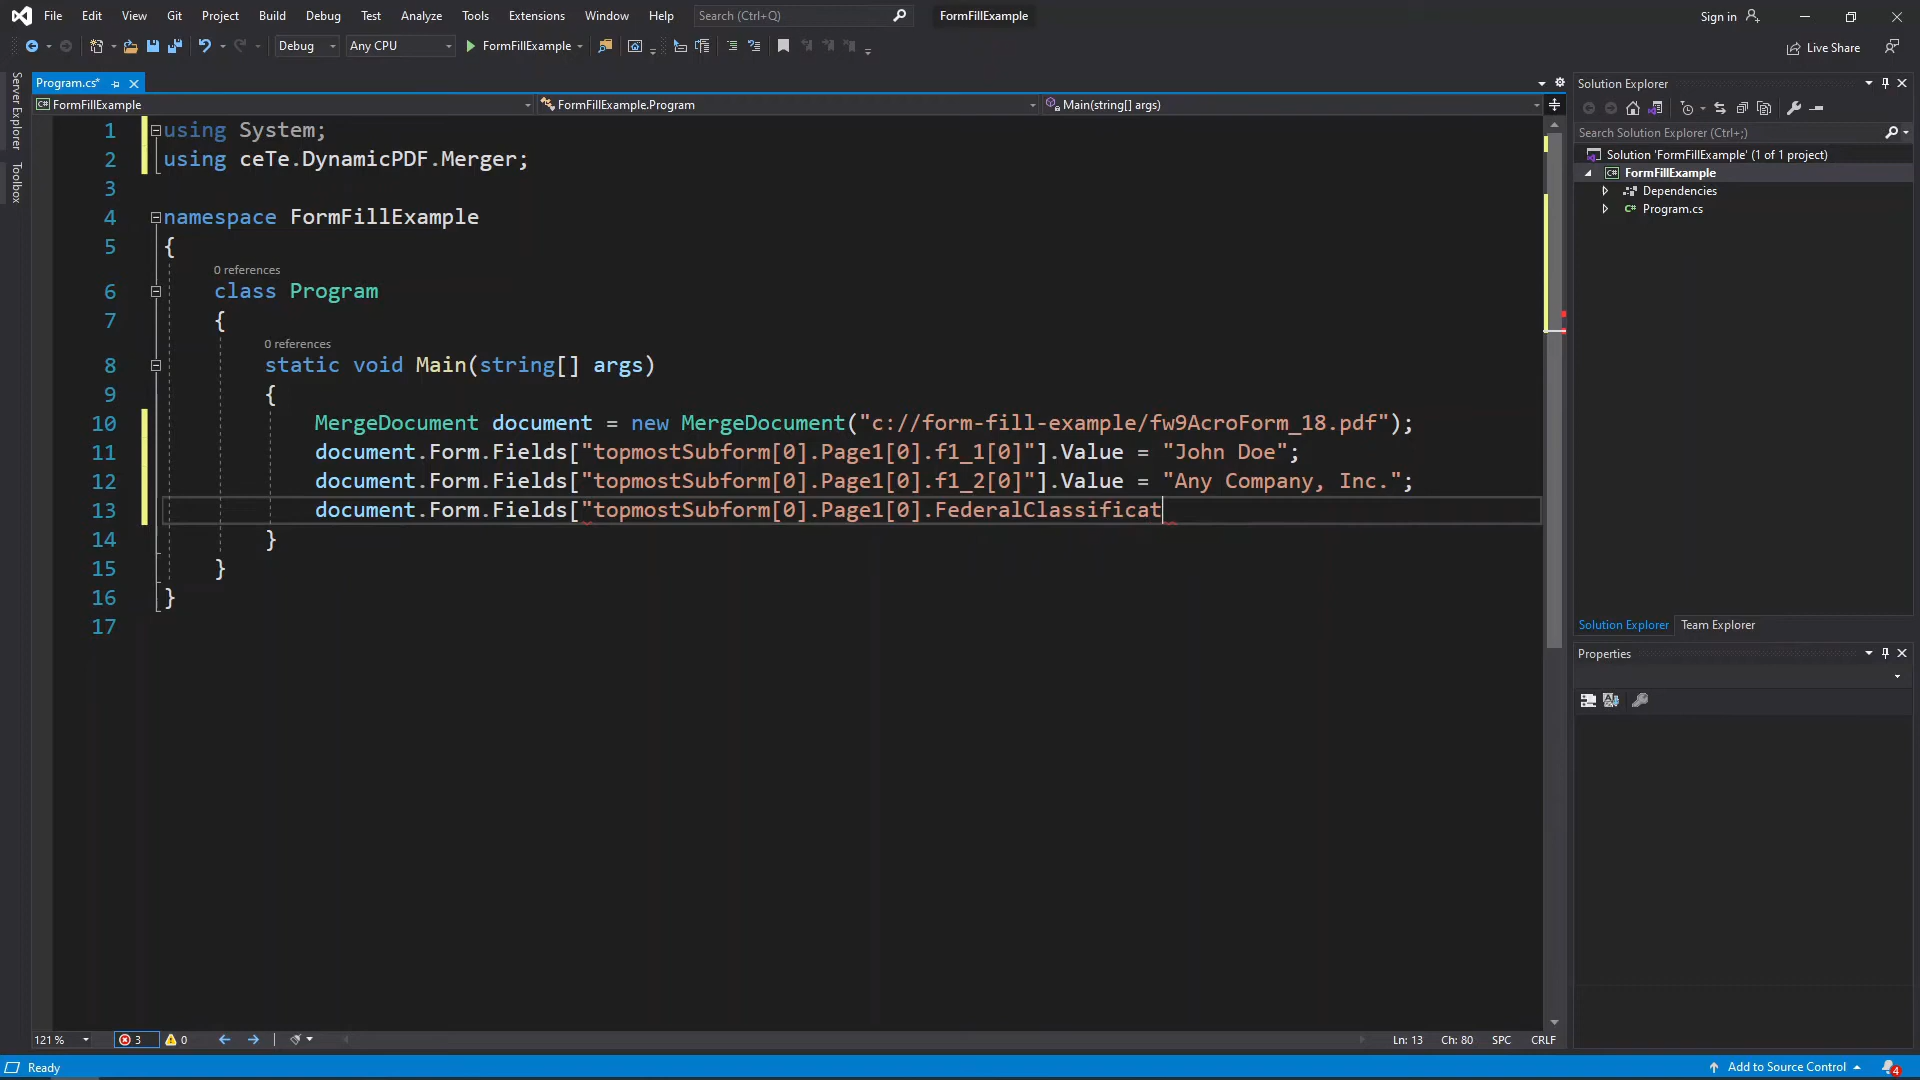 File Edit View Git Project Build Debug Test Analyze Tools Extensions Window Help Search (Ctrl+Q) FormFillExample Sign in
Debug Any CPU FormFillExample Live Share
Server Explorer
Toolbox
Program.cs*
FormFillExample FormFillExample.Program Main(string[] args)
1 using System;
2 using ceTe.DynamicPDF.Merger;
3
4 namespace FormFillExample
5 {
0 references
6 class Program
7 {
0 references
8 static void Main(string[] args)
9 {
10 MergeDocument document = new MergeDocument("c://form-fill-example/fw9AcroForm_18.pdf");
11 document.Form.Fields["topmostSubform[0].Page1[0].f1_1[0]"].Value = "John Doe";
12 document.Form.Fields["topmostSubform[0].Page1[0].f1_2[0]"].Value = "Any Company, Inc.";
13 document.Form.Fields["topmostSubform[0].Page1[0].FederalClassificat
14 }
15 }
16 }
17
Solution Explorer
Search Solution Explorer (Ctrl+;)
Solution 'FormFillExample' (1 of 1 project)
C# FormFillExample
Dependencies
C# Program.cs
Solution Explorer Team Explorer
Properties
121 % 3 0 Ln: 13 Ch: 80 SPC CRLF
Ready Add to Source Control 4